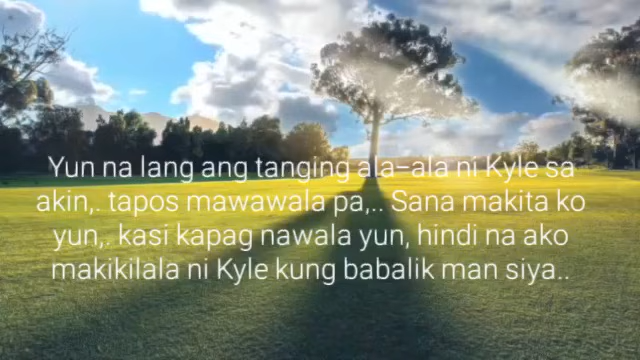 Yun na lang ang tanging ala-ala ni Kyle sa
akin,. tapos mawawala pa,.. Sana makita ko
yun,. kasi kapag nawala yun, hindi na ako
makikilala ni Kyle kung babalik man siya..